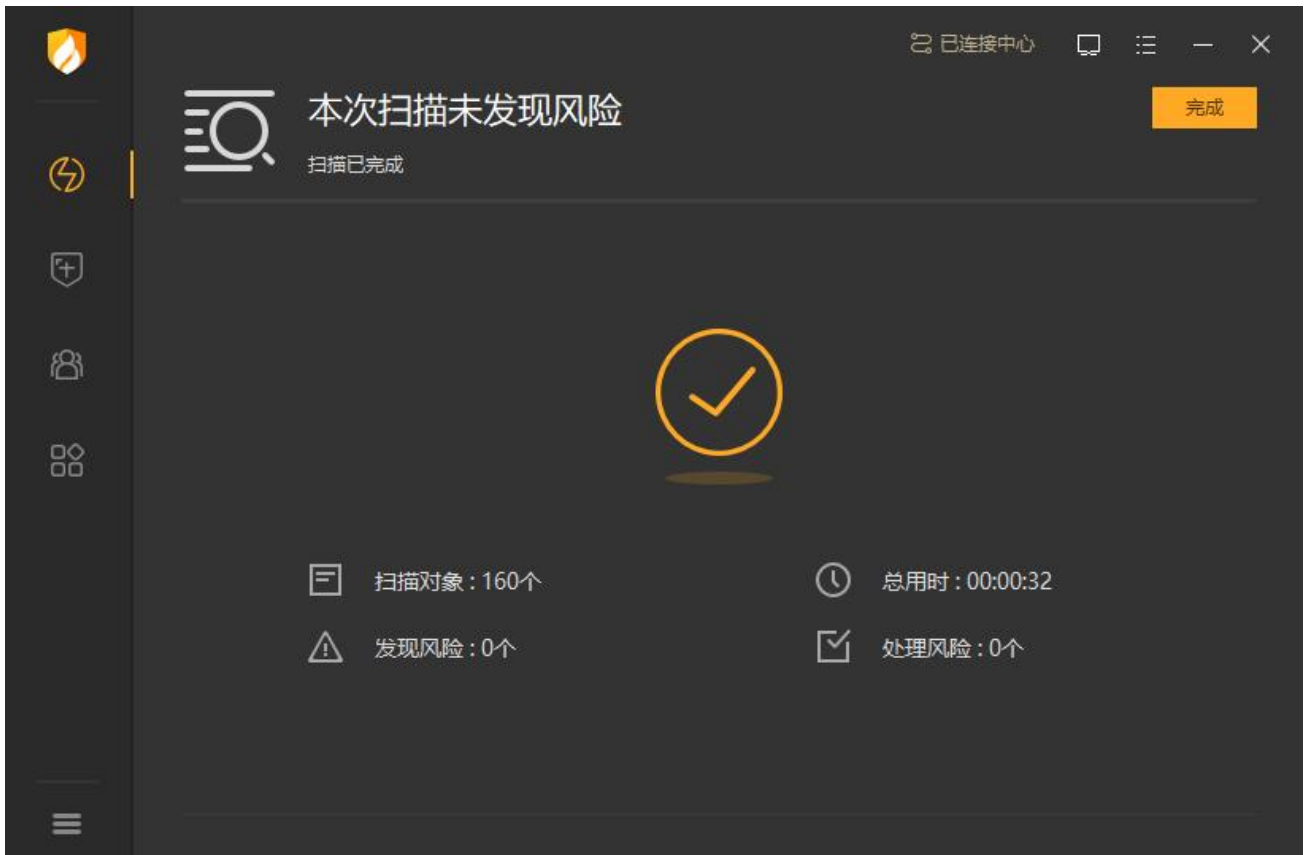 已连接中心
本次扫描未发现风险
完成
扫描已完成
扫描对象 : 160个
总用时 : 00:00:32
发现风险 : 0个
处理风险 : 0个